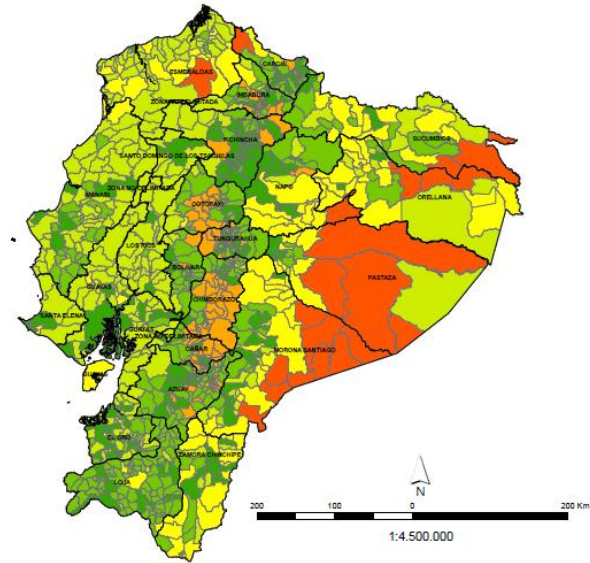 ESMERALDAS
CARCHI
IMBABURA
SUCUMBIOS
PICHINCHA
SANTO DOMINGO DE LOS TSACHILAS
NAPO
ORELLANA
MANABI
COTOPAXI
TUNGURAHUA
LOS RIOS
BOLIVAR
PASTAZA
GUAYAS
CHIMBORAZO
SANTA ELENA
GUAYAS
CAÑAR
MORONA SANTIAGO
AZUAY
EL ORO
ZAMORA CHINCHIPE
LOJA
N
200 100 0 200 Km
1:4.500.000